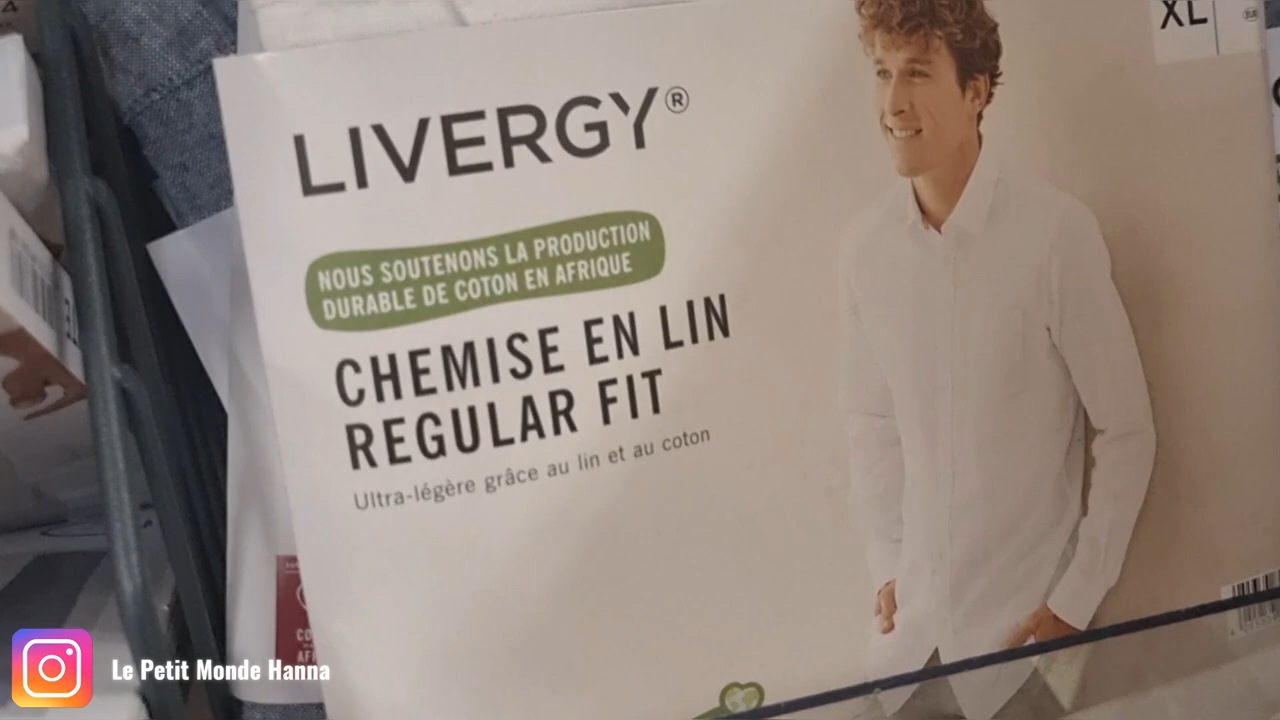 XL
LIVERGY®
NOUS SOUTENONS LA PRODUCTION
DURABLE DE COTON EN AFRIQUE
CHEMISE EN LIN
REGULAR FIT
Ultra-légère grâce au lin et au coton
Le Petit Monde Hanna